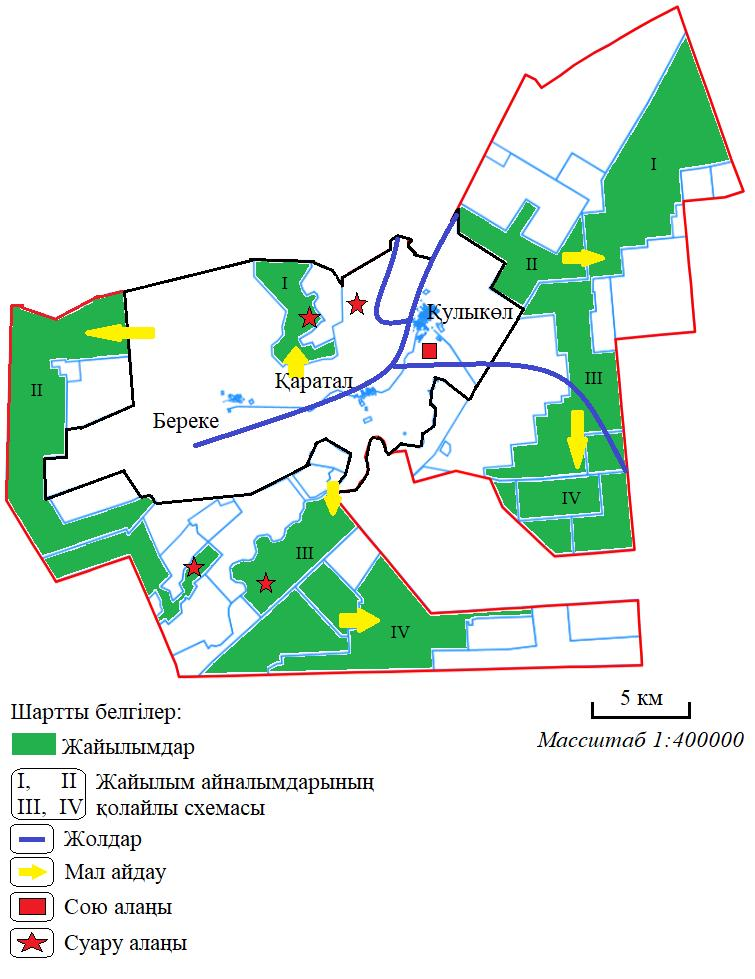 I
II
I
Құлыкөл
II
III
Қаратал
Береке
IV
III
IV
Шартты белгілер:
5 км
Масштаб 1:400000
Жайылымдар
I, II
III, IV
Жайылым айналымдарының
қолайлы схемасы
Жолдар
Мал айдау
Сою алаңы
Суару алаңы